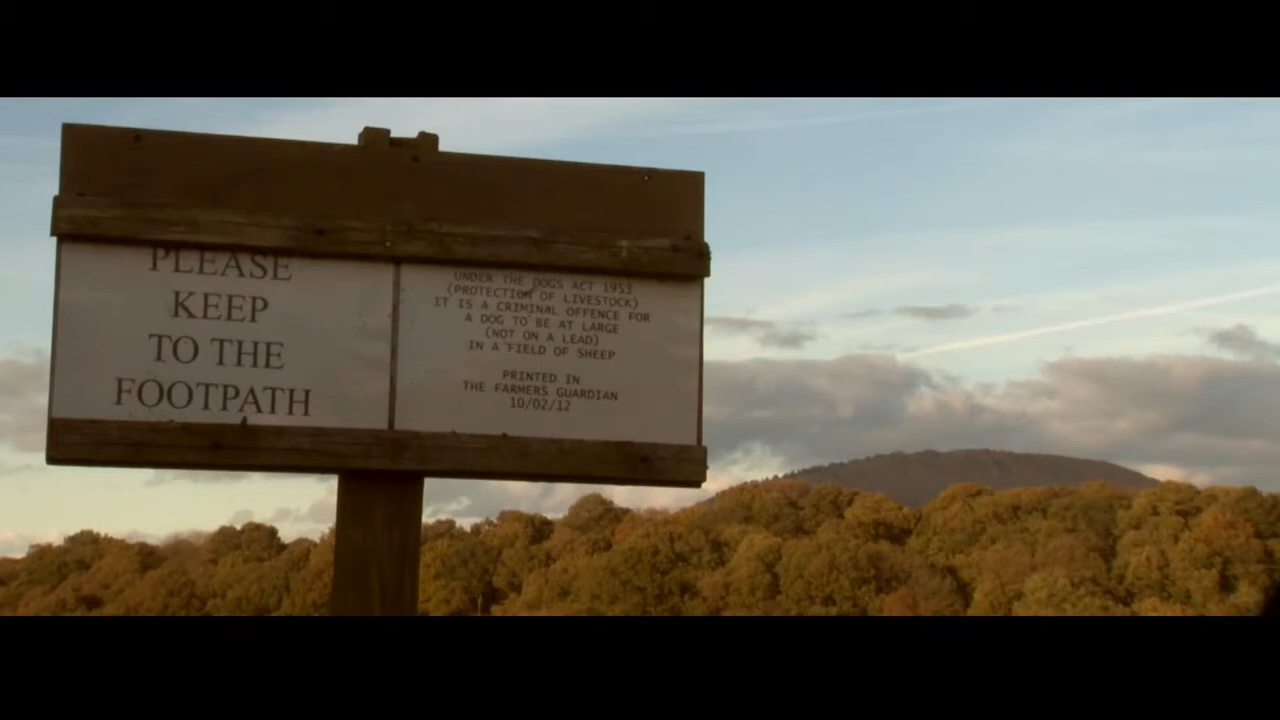 PLEASE
KEEP
TO THE
FOOTPATH
UNDER THE DOGS ACT 1953
(PROTECTION OF LIVESTOCK)
IT IS A CRIMINAL OFFENCE FOR
A DOG TO BE AT LARGE
(NOT ON A LEAD)
IN A FIELD OF SHEEP
PRINTED IN
THE FARMERS GUARDIAN
10/02/12